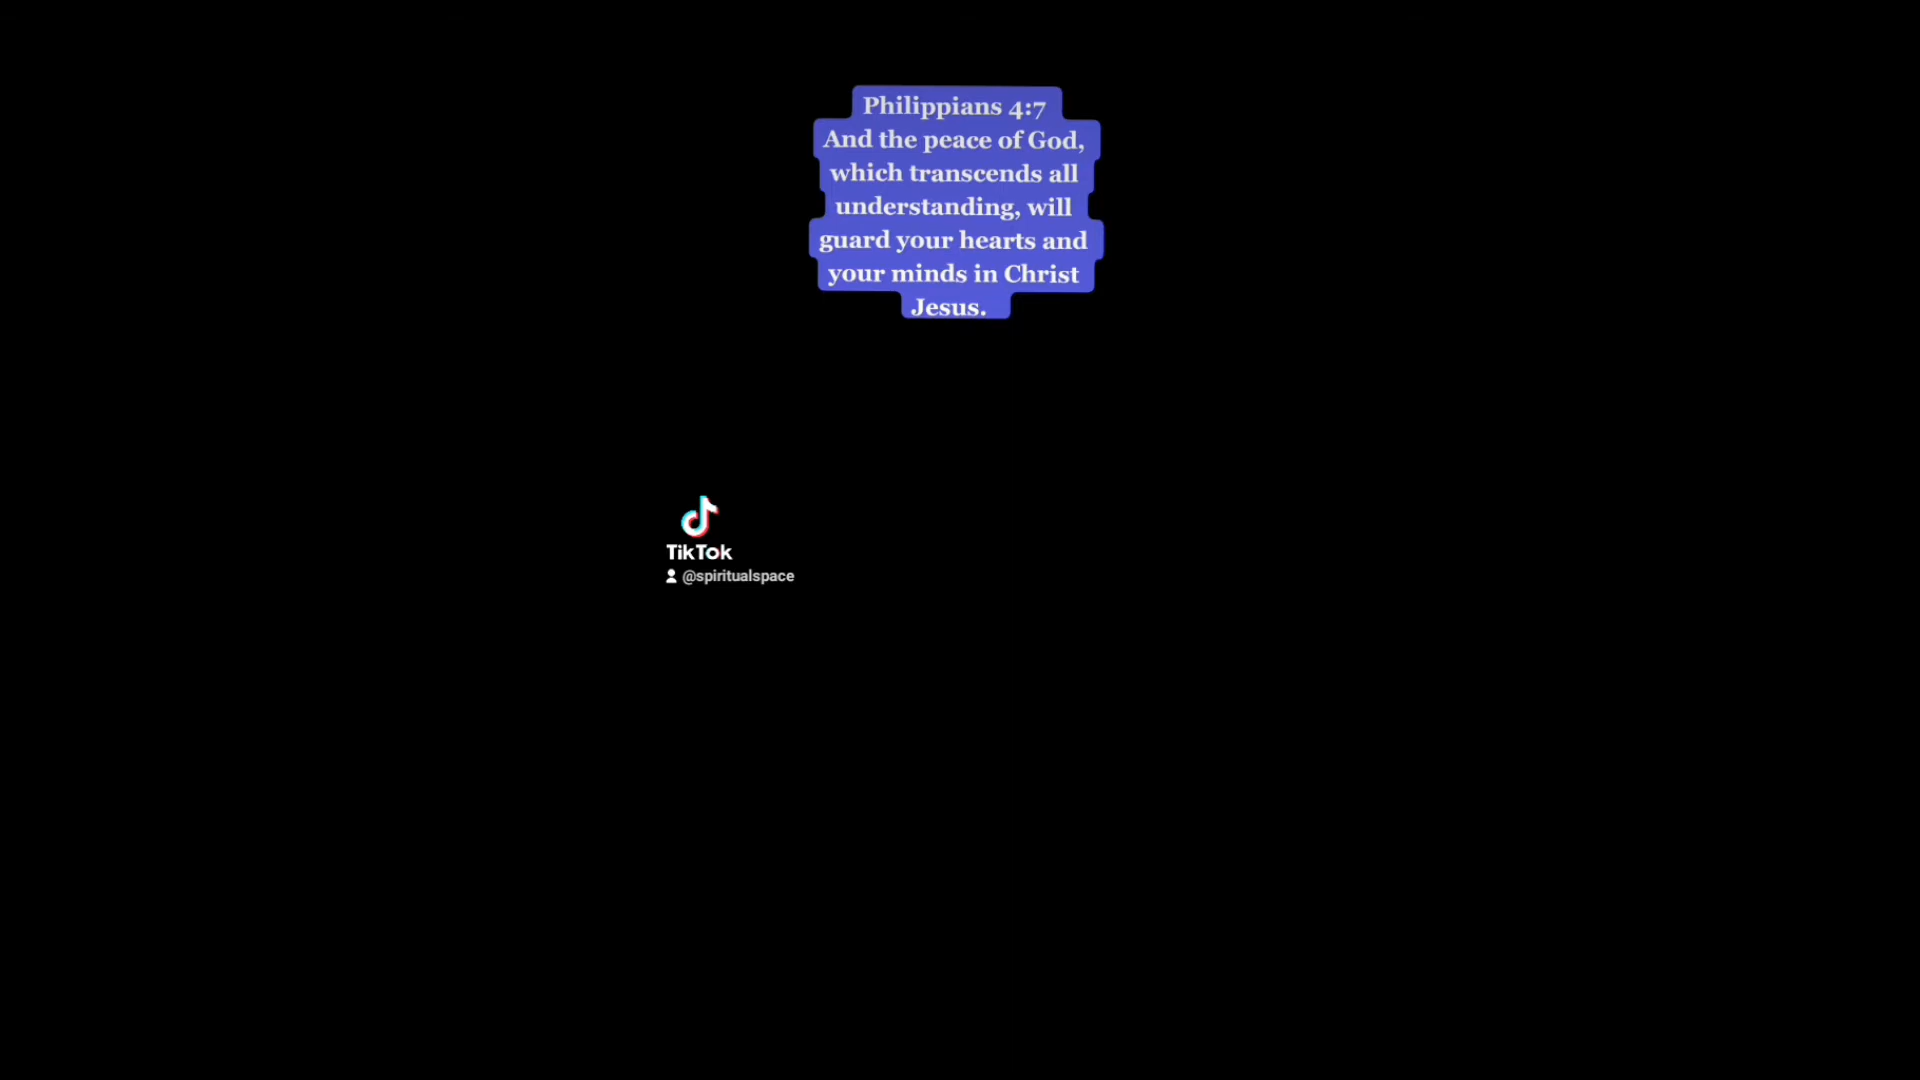 Philippians 4:7
And the peace of God,
which transcends all
understanding, will
guard your hearts and
your minds in Christ
Jesus.
TikTok
@spiritualspace